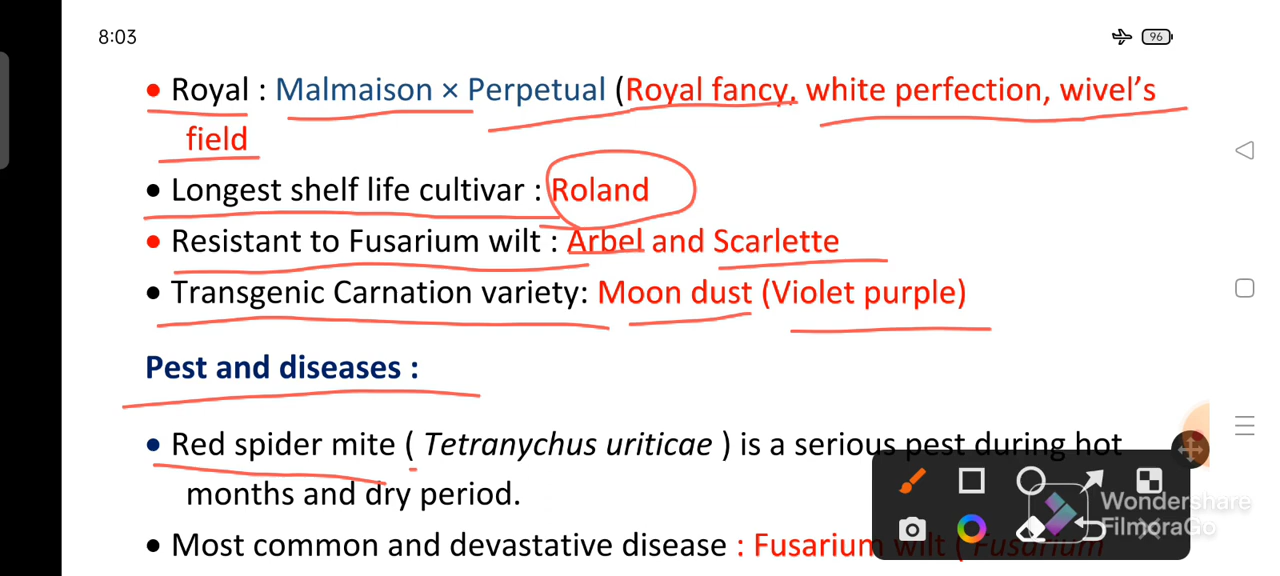 8:03
96
• Royal : Malmaison × Perpetual (Royal fancy, white perfection, wivel's
field
• Longest shelf life cultivar : Roland
• Resistant to Fusarium wilt : Arbel and Scarlette
• Transgenic Carnation variety: Moon dust (Violet purple)
Pest and diseases :
• Red spider mite ( Tetranychus uriticae ) is a serious pest during hot
months and dry period.
• Most common and devastative disease : Fusarium wilt ( Fusarium
Wondershare
FilmoraGo